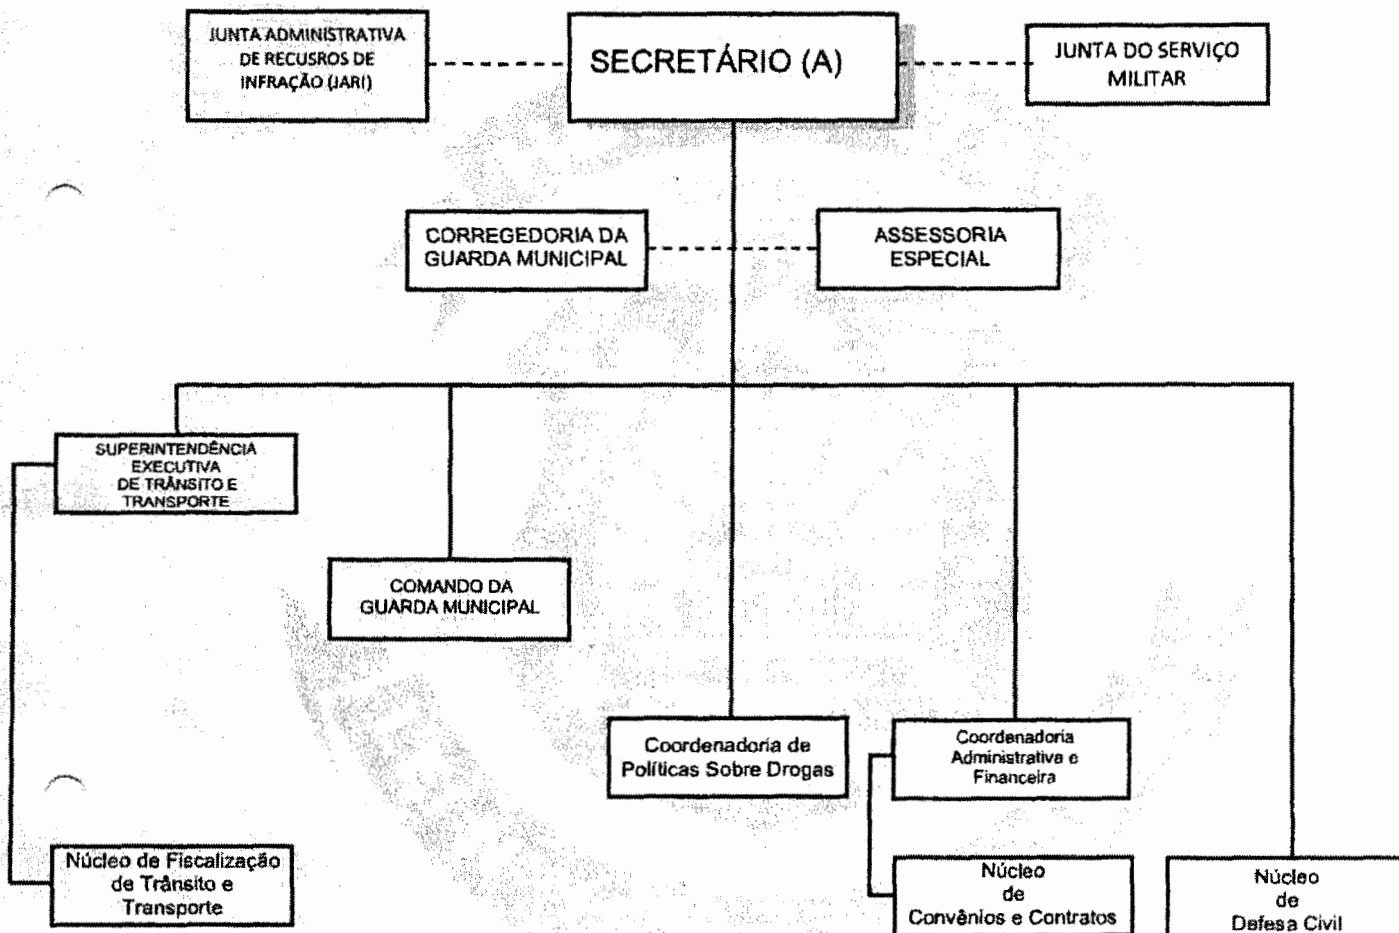 JUNTA ADMINISTRATIVA
DE RECUSROS DE
INFRAÇÃO (JARI)
SECRETÁRIO (A)
JUNTA DO SERVIÇO
MILITAR
CORREGEDORIA DA
GUARDA MUNICIPAL
ASSESSORIA
ESPECIAL
SUPERINTENDÊNCIA
EXECUTIVA
DE TRÂNSITO E
TRANSPORTE
COMANDO DA
GUARDA MUNICIPAL
Coordenadoria de
Políticas Sobre Drogas
Coordenadoria
Administrativa e
Financeira
Núcleo de Fiscalização
de Trânsito e
Transporte
Núcleo
de
Convênios e Contratos
Núcleo
de
Defesa Civil